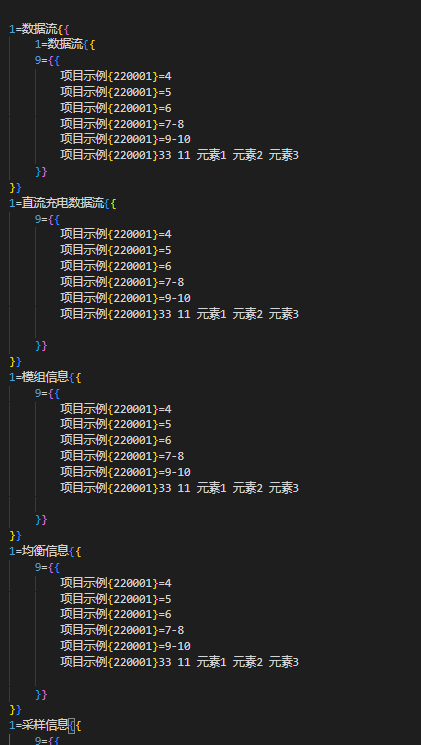 1=数据流{{
1=数据流{{
9={{
项目示例{220001}=4
项目示例{220001}=5
项目示例{220001}=6
项目示例{220001}=7-8
项目示例{220001}=9-10
项目示例{220001}33 11 元素1 元素2 元素3
}}
}}
1=直流充电数据流{{
9={{
项目示例{220001}=4
项目示例{220001}=5
项目示例{220001}=6
项目示例{220001}=7-8
项目示例{220001}=9-10
项目示例{220001}33 11 元素1 元素2 元素3
}}
}}
1=模组信息{{
9={{
项目示例{220001}=4
项目示例{220001}=5
项目示例{220001}=6
项目示例{220001}=7-8
项目示例{220001}=9-10
项目示例{220001}33 11 元素1 元素2 元素3
}}
}}
1=均衡信息{{
9={{
项目示例{220001}=4
项目示例{220001}=5
项目示例{220001}=6
项目示例{220001}=7-8
项目示例{220001}=9-10
项目示例{220001}33 11 元素1 元素2 元素3
}}
}}
1=采样信息{{
9={{